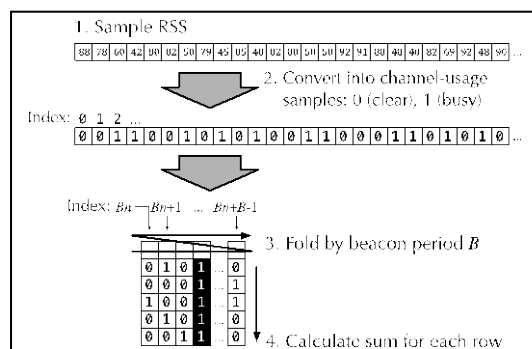 1. Sample RSS
88 78 60 42 80 82 50 79 45 85 40 82 80 50 50 92 91 80 48 40 82 69 92 48 90 ...
2. Convert into channel-usage
samples: 0 (clear), 1 (busy)
Index: 0 1 2 ...
0 0 1 1 0 0 1 0 1 0 1 0 0 1 1 0 0 0 1 1 0 1 0 1 0 ...
Index: Bn Bn+1 ... Bn+B-1
3. Fold by beacon period B
0 1 0 1 ... 0
0 0 0 1 ... 1
1 0 0 1 ... 1
0 1 0 1 ... 0
0 0 1 1 ... 0
4. Calculate sum for each row